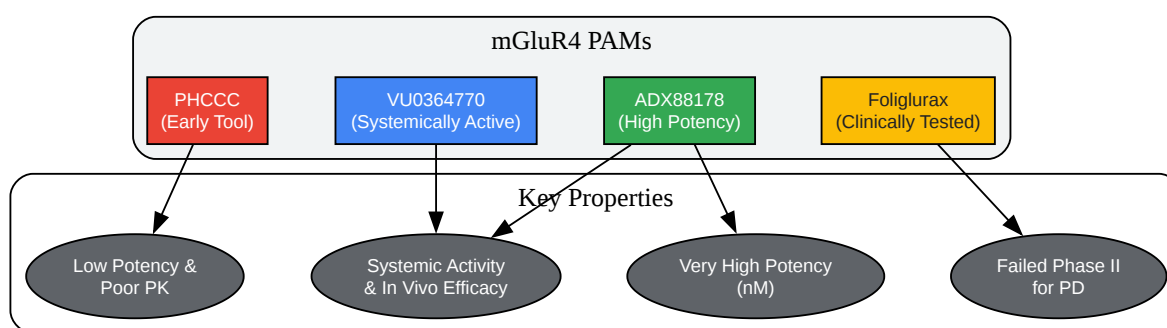 mGluR4 PAMs
PHCCC
(Early Tool)
VU0364770
(Systemically Active)
ADX88178
(High Potency)
Foliglurax
(Clinically Tested)
Key Properties
Low Potency &
Poor PK
Systemic Activity
& In Vivo Efficacy
Very High Potency
(nM)
Failed Phase II
for PD